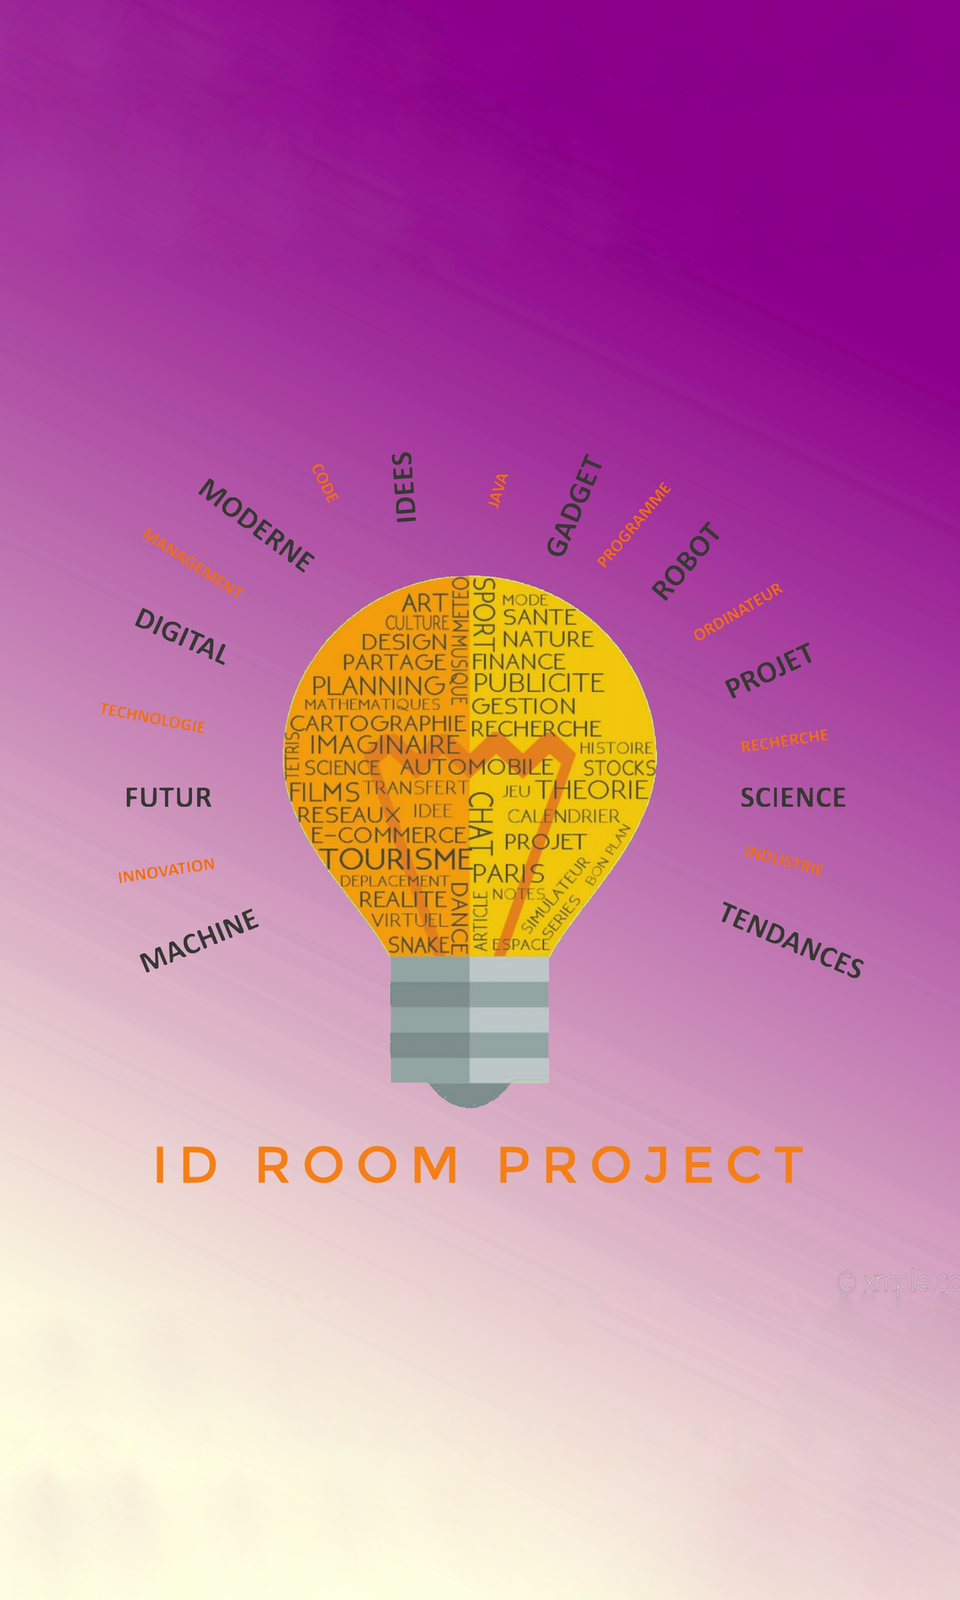 MACHINE
INNOVATION
FUTUR
TECHNOLOGIE
DIGITAL
MANAGEMENT
MODERNE
CODE
IDEES
JAVA
GADGET
PROGRAMME
ROBOT
ORDINATEUR
PROJET
RECHERCHE
SCIENCE
INDUSTRIE
TENDANCES
ART
CULTURE
DESIGN
PARTAGE
PLANNING
MATHEMATIQUES
CARTOGRAPHIE
IMAGINAIRE
TETRIS
SCIENCE
AUTOMOBILE
FILMS
TRANSFERT
RESEAUX
IDEE
E-COMMERCE
TOURISME
DEPLACEMENT
REALITE
VIRTUEL
SNAKE
DANCE
METEO
MUSIQUE
SPORT
MODE
SANTE
NATURE
FINANCE
PUBLICITE
GESTION
RECHERCHE
HISTOIRE
STOCKS
JEU
THEORIE
CHAT
CALENDRIER
PROJET
PARIS
NOTES
SIMULATEUR
BON PLAN
SERIES
ARTICLE
ESPACE
ID ROOM PROJECT